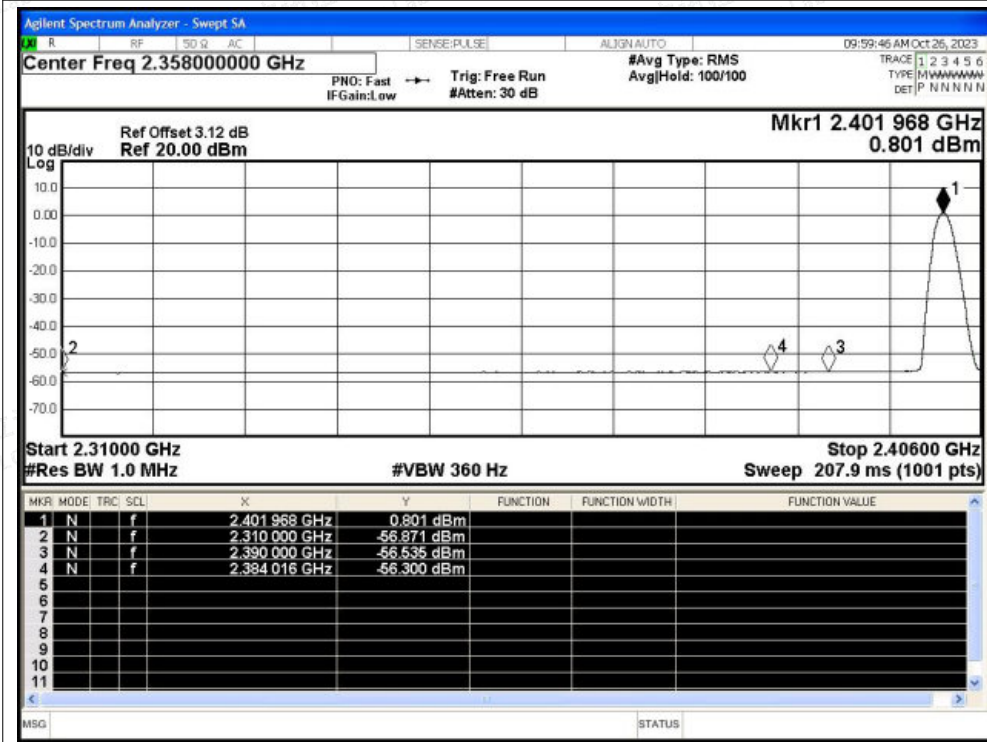 Agilent Spectrum Analyzer - Swept SA
LXI R RF 50 Ω AC SENSE:PULSE ALIGN AUTO 09:59:46 AM Oct 26, 2023
Center Freq 2.358000000 GHz #Avg Type: RMS TRACE 1 2 3 4 5 6
PNO: Fast Trig: Free Run Avg|Hold: 100/100 TYPE M WWWWW
IFGain:Low #Atten: 30 dB DET P N N N N N
Mkr1 2.401 968 GHz
Ref Offset 3.12 dB 0.801 dBm
10 dB/div Ref 20.00 dBm
Log
10.0
0.00
-10.0
-20.0
-30.0
-40.0
-50.0
-60.0
-70.0
1
2 4 3
Start 2.31000 GHz Stop 2.40600 GHz
#Res BW 1.0 MHz #VBW 360 Hz Sweep 207.9 ms (1001 pts)
MKR MODE TRC SCL X Y FUNCTION FUNCTION WIDTH FUNCTION VALUE
1 N f 2.401 968 GHz 0.801 dBm
2 N f 2.310 000 GHz -56.871 dBm
3 N f 2.390 000 GHz -56.535 dBm
4 N f 2.384 016 GHz -56.300 dBm
5
6
7
8
9
10
11
MSG STATUS